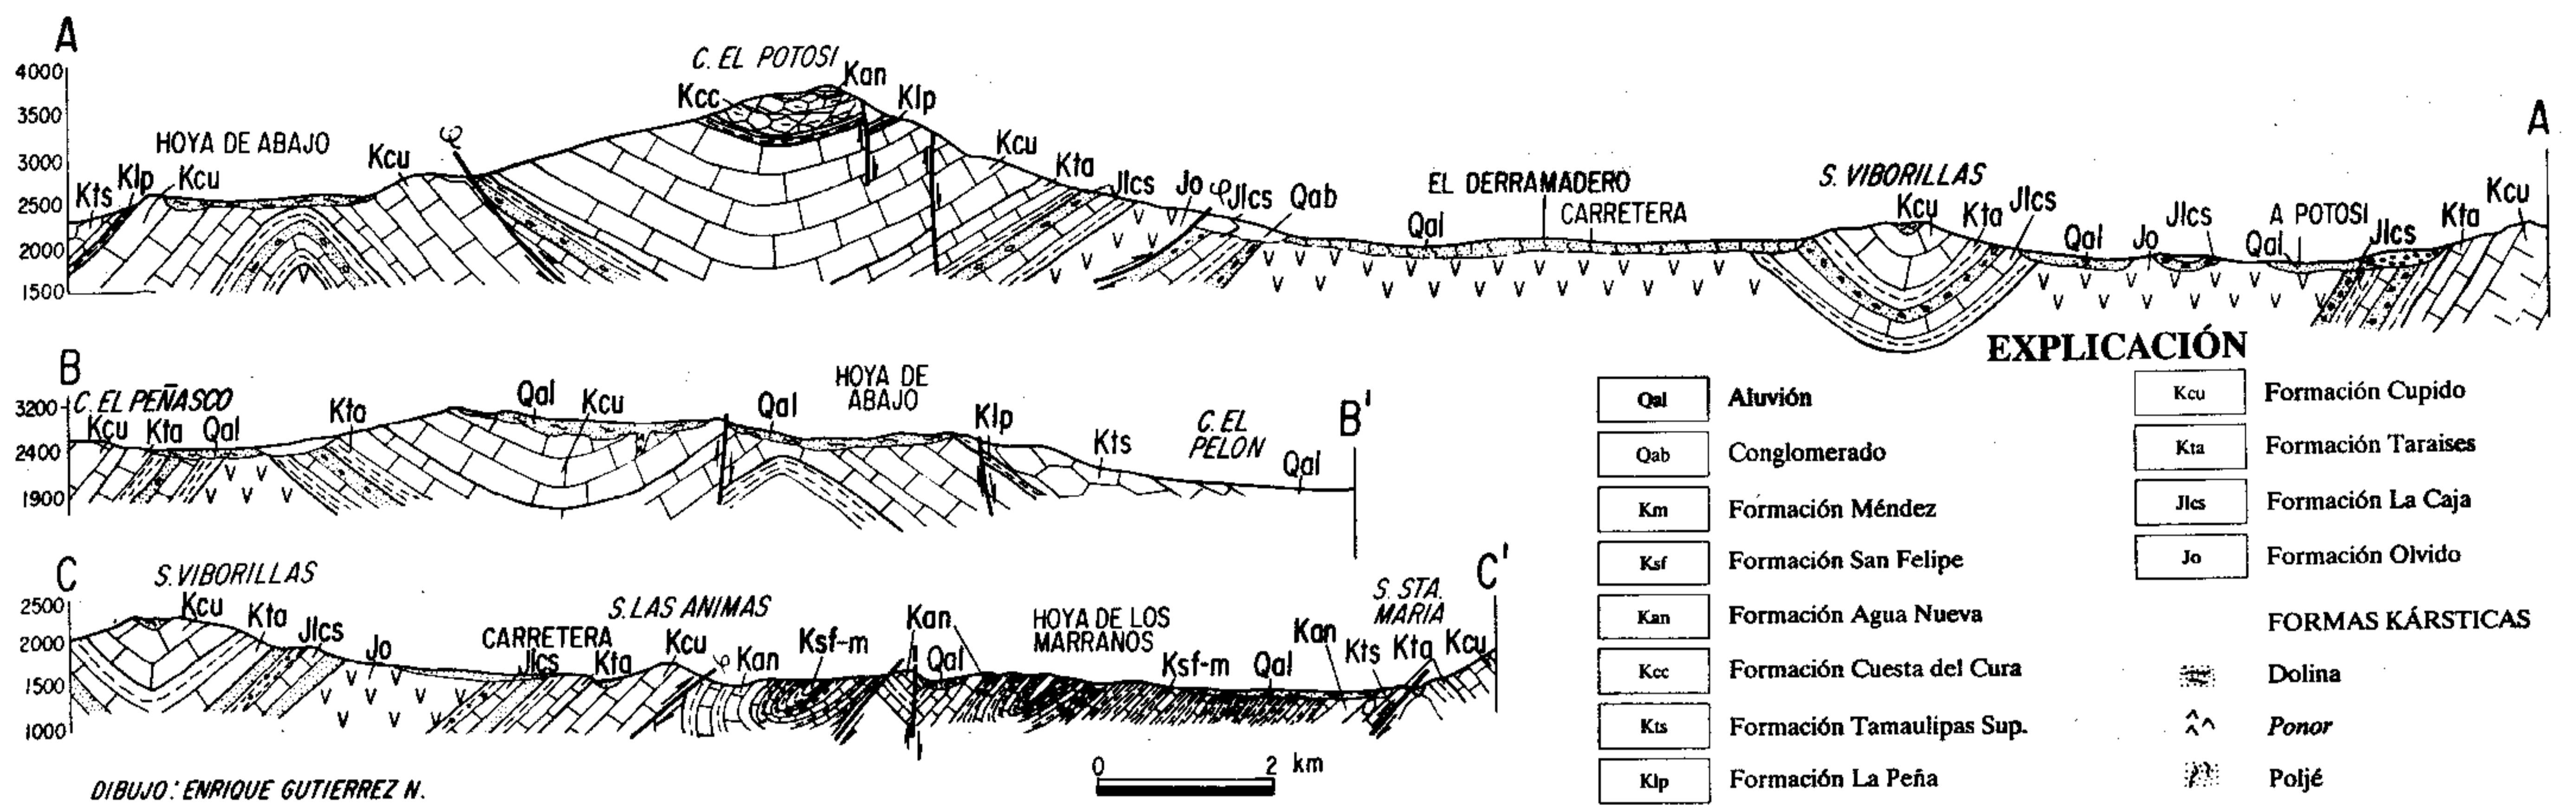 A
C. EL POTOSI
Kan
Kcc
Klp
4000
3500
3000
2500
2000
1500
HOYA DE ABAJO
Kts
Klp
Kcu
Kcu
φ
Kcu
Kta
Jlcs
Jo
φ
Jlcs
Qab
EL DERRAMADERO
CARRETERA
Qal
S. VIBORILLAS
Kcu
Kta
Jlcs
Qal
Jo
Jlcs
A POTOSI
Qal
Jlcs
Kta
Kcu
A
B
C. EL PEÑASCO
3200
2400
1900
Kcu
Kta
Qal
Kta
Qal
Kcu
Qal
HOYA DE
ABAJO
Klp
Kts
C. EL
PELON
Qal
B'
C
S. VIBORILLAS
2500
2000
1500
1000
Kcu
Kta
Jlcs
Jo
CARRETERA
Jlcs
Kta
S. LAS ANIMAS
Kcu
φ
Kan
Ksf-m
Kan
Qal
HOYA DE LOS
MARRANOS
Ksf-m
Qal
Kan
Kts
S. STA.
MARIA
Kta
Kcu
C'
DIBUJO: ENRIQUE GUTIERREZ N.
0 2 km
EXPLICACIÓN
Qal Aluvión
Qab Conglomerado
Km Formación Méndez
Ksf Formación San Felipe
Kan Formación Agua Nueva
Kcc Formación Cuesta del Cura
Kts Formación Tamaulipas Sup.
Klp Formación La Peña
Kcu Formación Cupido
Kta Formación Taraises
Jlcs Formación La Caja
Jo Formación Olvido
FORMAS KÁRSTICAS
Dolina
Ponor
Poljé